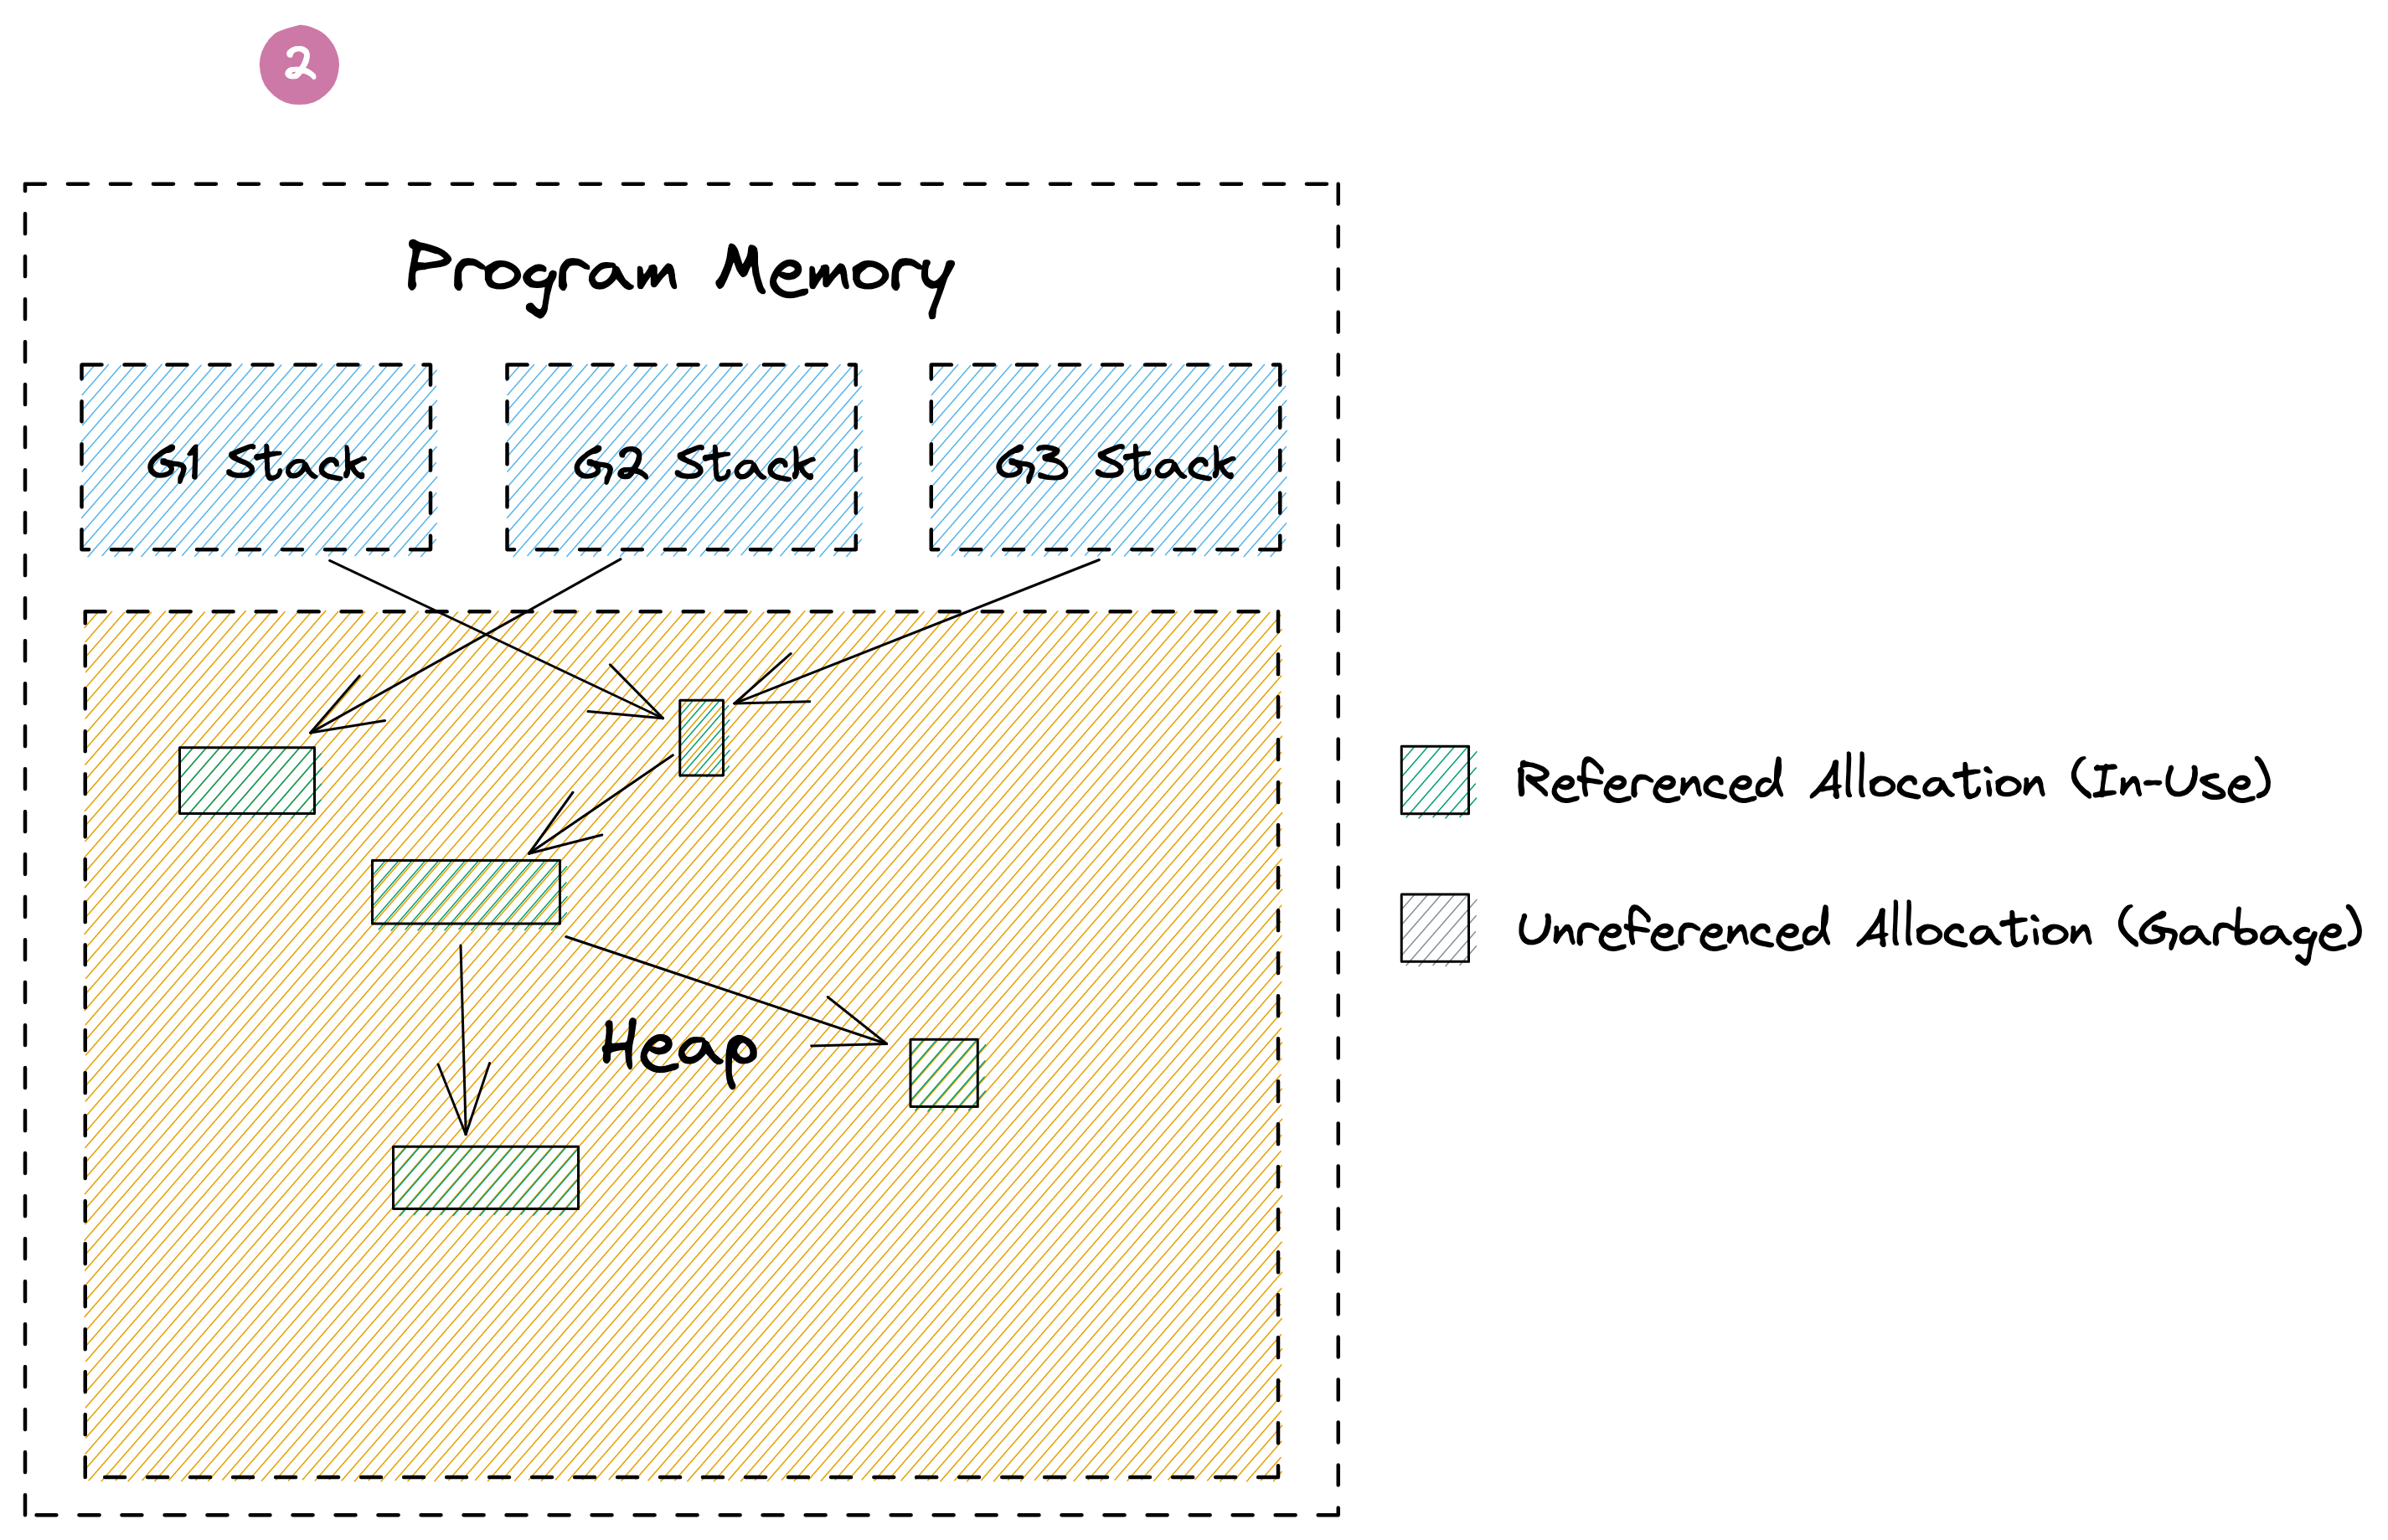 2
Program Memory
G1 Stack
G2 Stack
G3 Stack
Heap
Referenced Allocation (In-Use)
Unreferenced Allocation (Garbage)